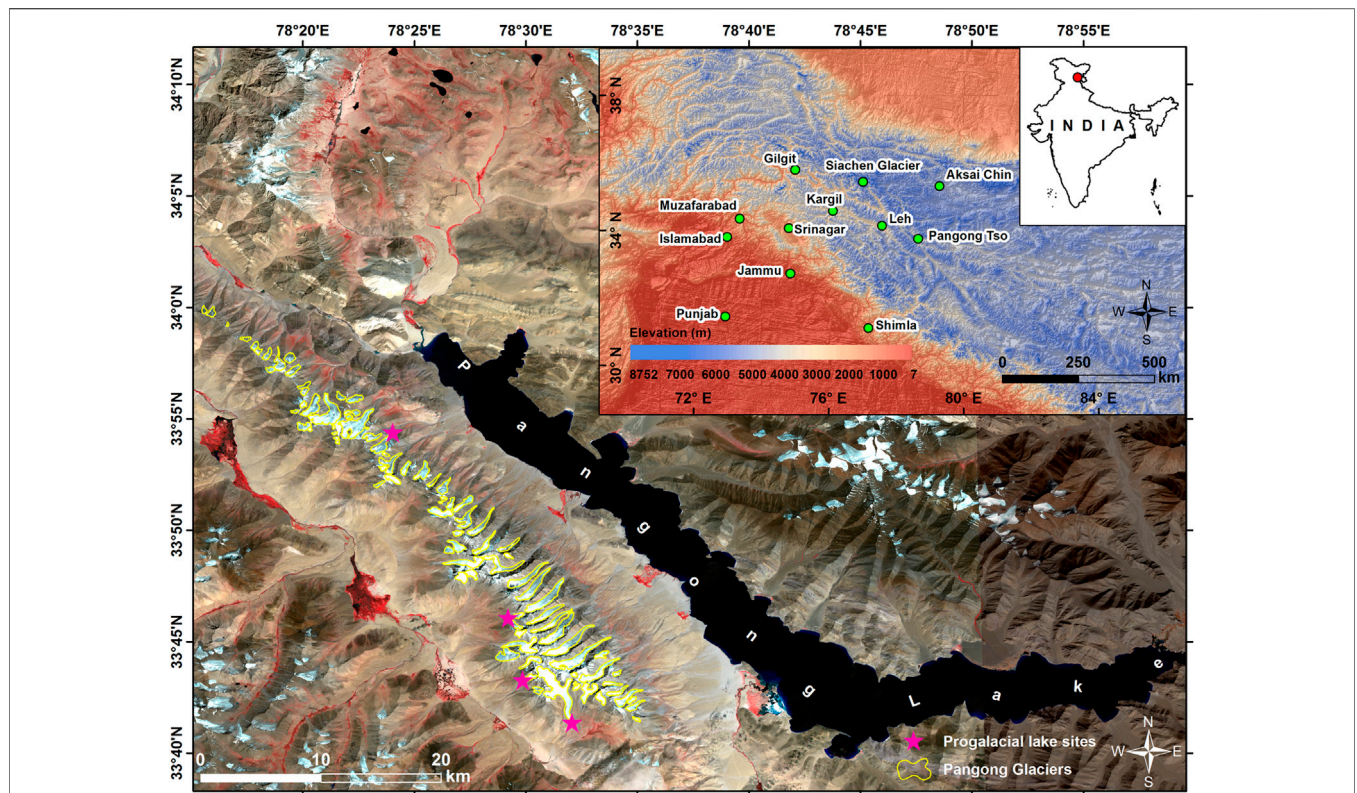 78°20'E 78°25'E 78°30'E 78°35'E 78°40'E 78°45'E 78°50'E 78°55'E
34°10'N
34°5'N
34°0'N
33°55'N
33°50'N
33°45'N
33°40'N
38° N
34° N
30° N
Gilgit
Siachen Glacier
Aksai Chin
Muzafarabad
Kargil
Leh
Islamabad
Srinagar
Pangong Tso
Jammu
Punjab
Shimla
Elevation (m)
8752 7000 6000 5000 4000 3000 2000 1000 7
72° E 76° E 80° E 84° E
N
W E
S
0 250 500
km
INDIA
Pangong Lake
Progalacial lake sites
Pangong Glaciers
N
W E
S
0 10 20
km